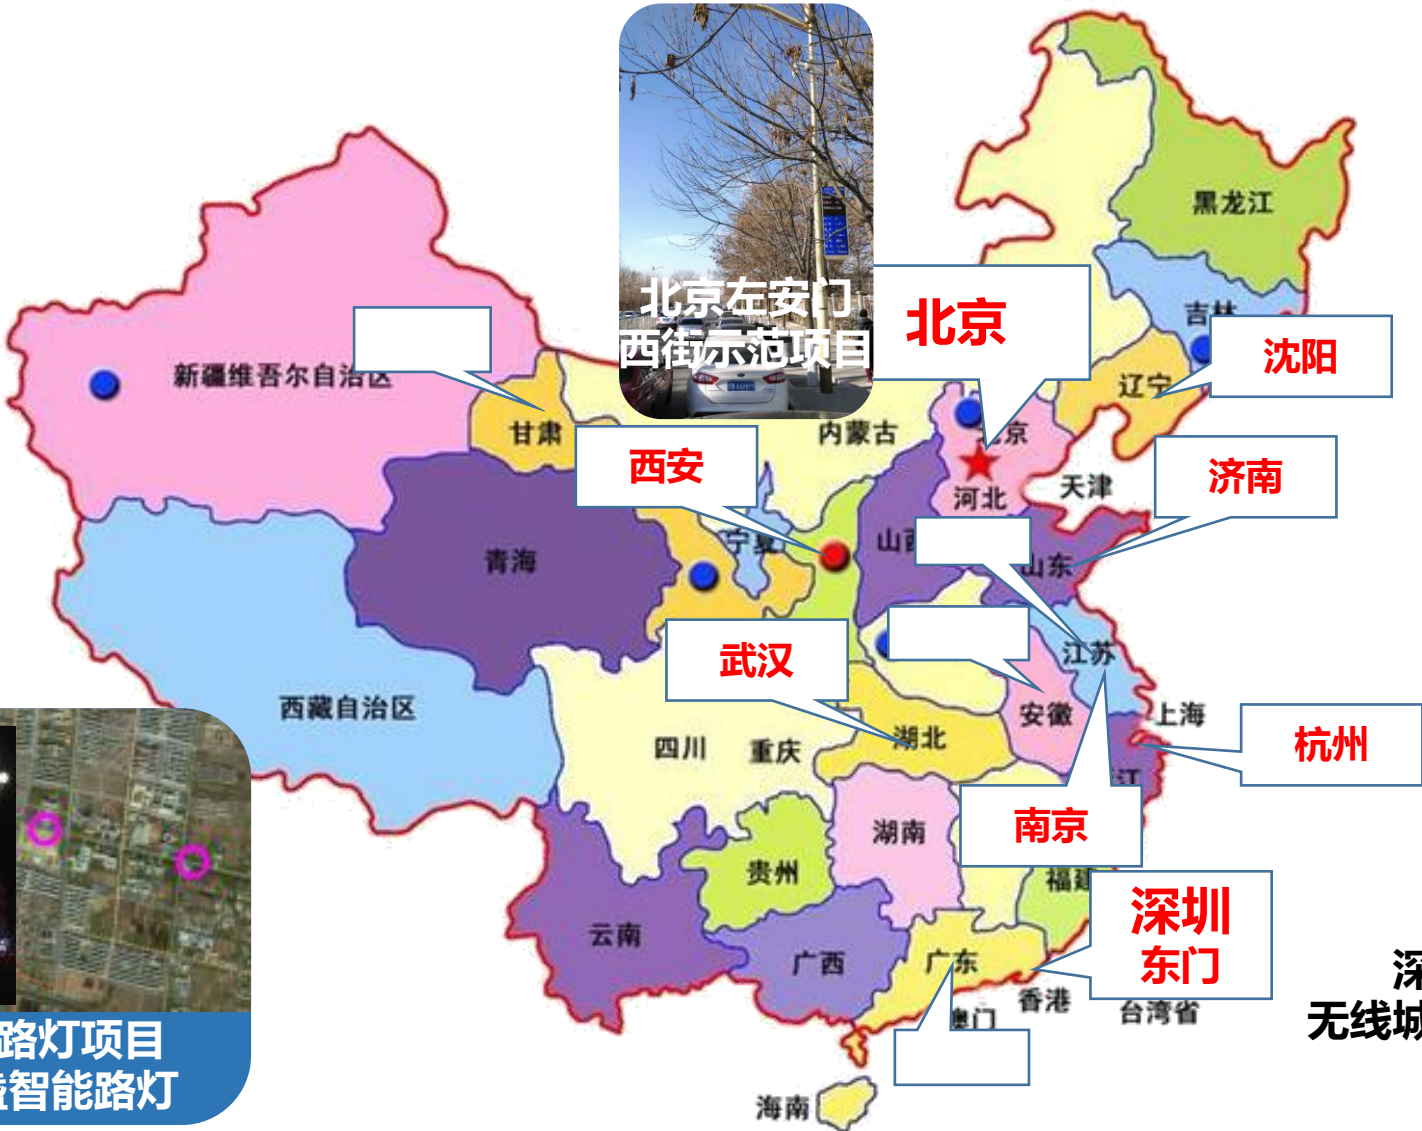 黑龙江
北京左安门
西街示范项目
北京
吉林
沈阳
新疆维吾尔自治区
辽宁
甘肃
内蒙古
北京
西安
济南
天津
河北
宁夏
山西
青海
山东
武汉
江苏
西藏自治区
安徽
上海
湖北
四川
重庆
杭州
江
南京
湖南
贵州
福建
深圳
东门
云南
广西
广东
深
无线城
香港
台湾省
澳门
路灯项目
智能路灯
海南